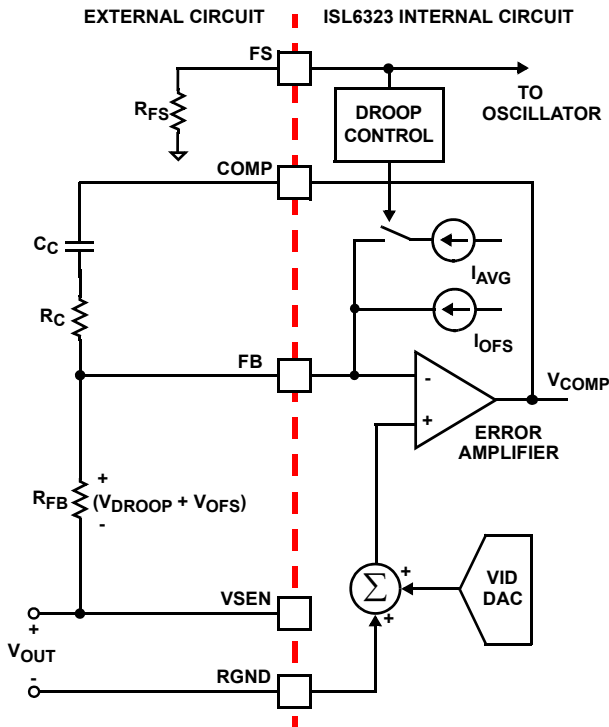 EXTERNAL CIRCUIT
ISL6323 INTERNAL CIRCUIT
FS
TO
OSCILLATOR
RFS
DROOP
CONTROL
COMP
CC
IAVG
RC
IOFS
FB
-
+
VCOMP
ERROR
AMPLIFIER
+
RFB
(VDROOP + VOFS)
-
VID
DAC
+
Σ
+
VSEN
+
VOUT
-
RGND